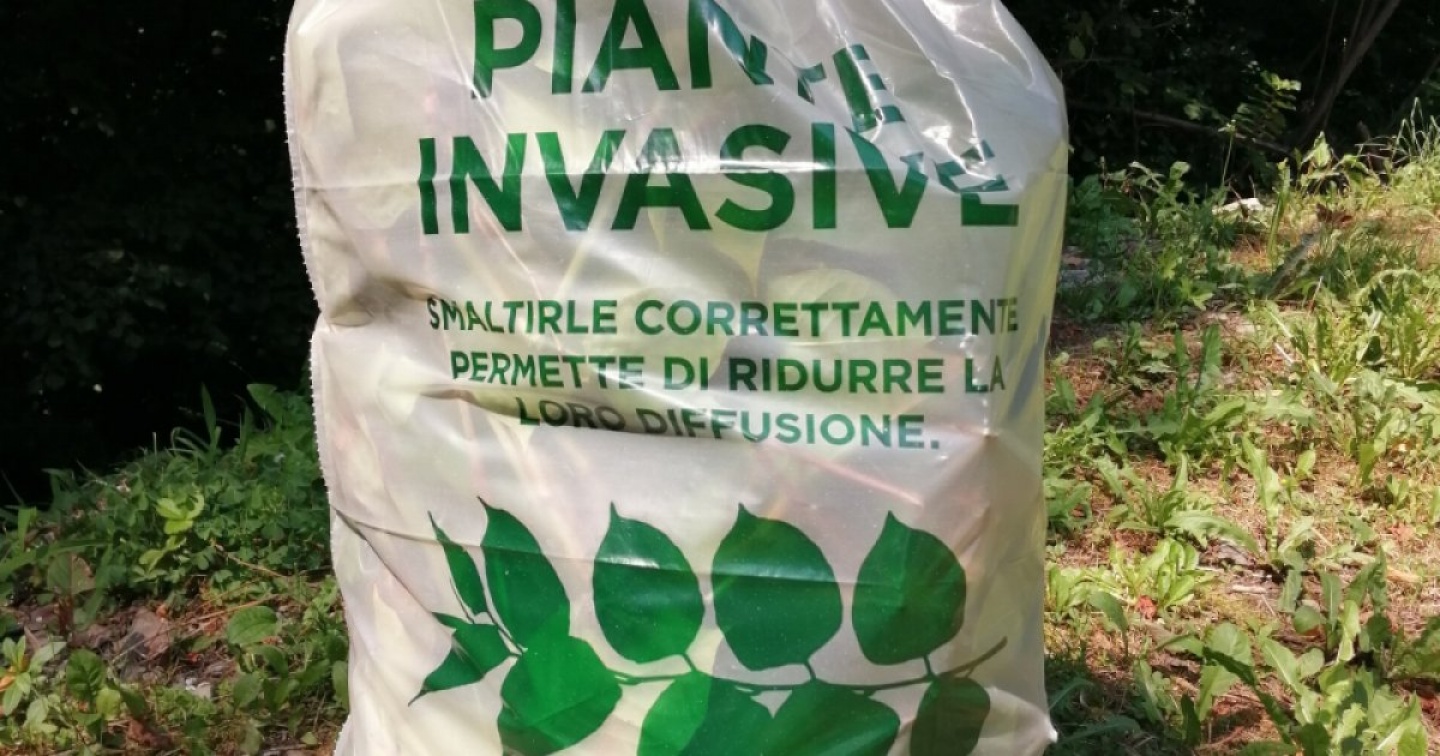 PIANTE
INVASIVE
SMALTIRLE CORRETTAMENTE
PERMETTE DI RIDURRE LA
LORO DIFFUSIONE.